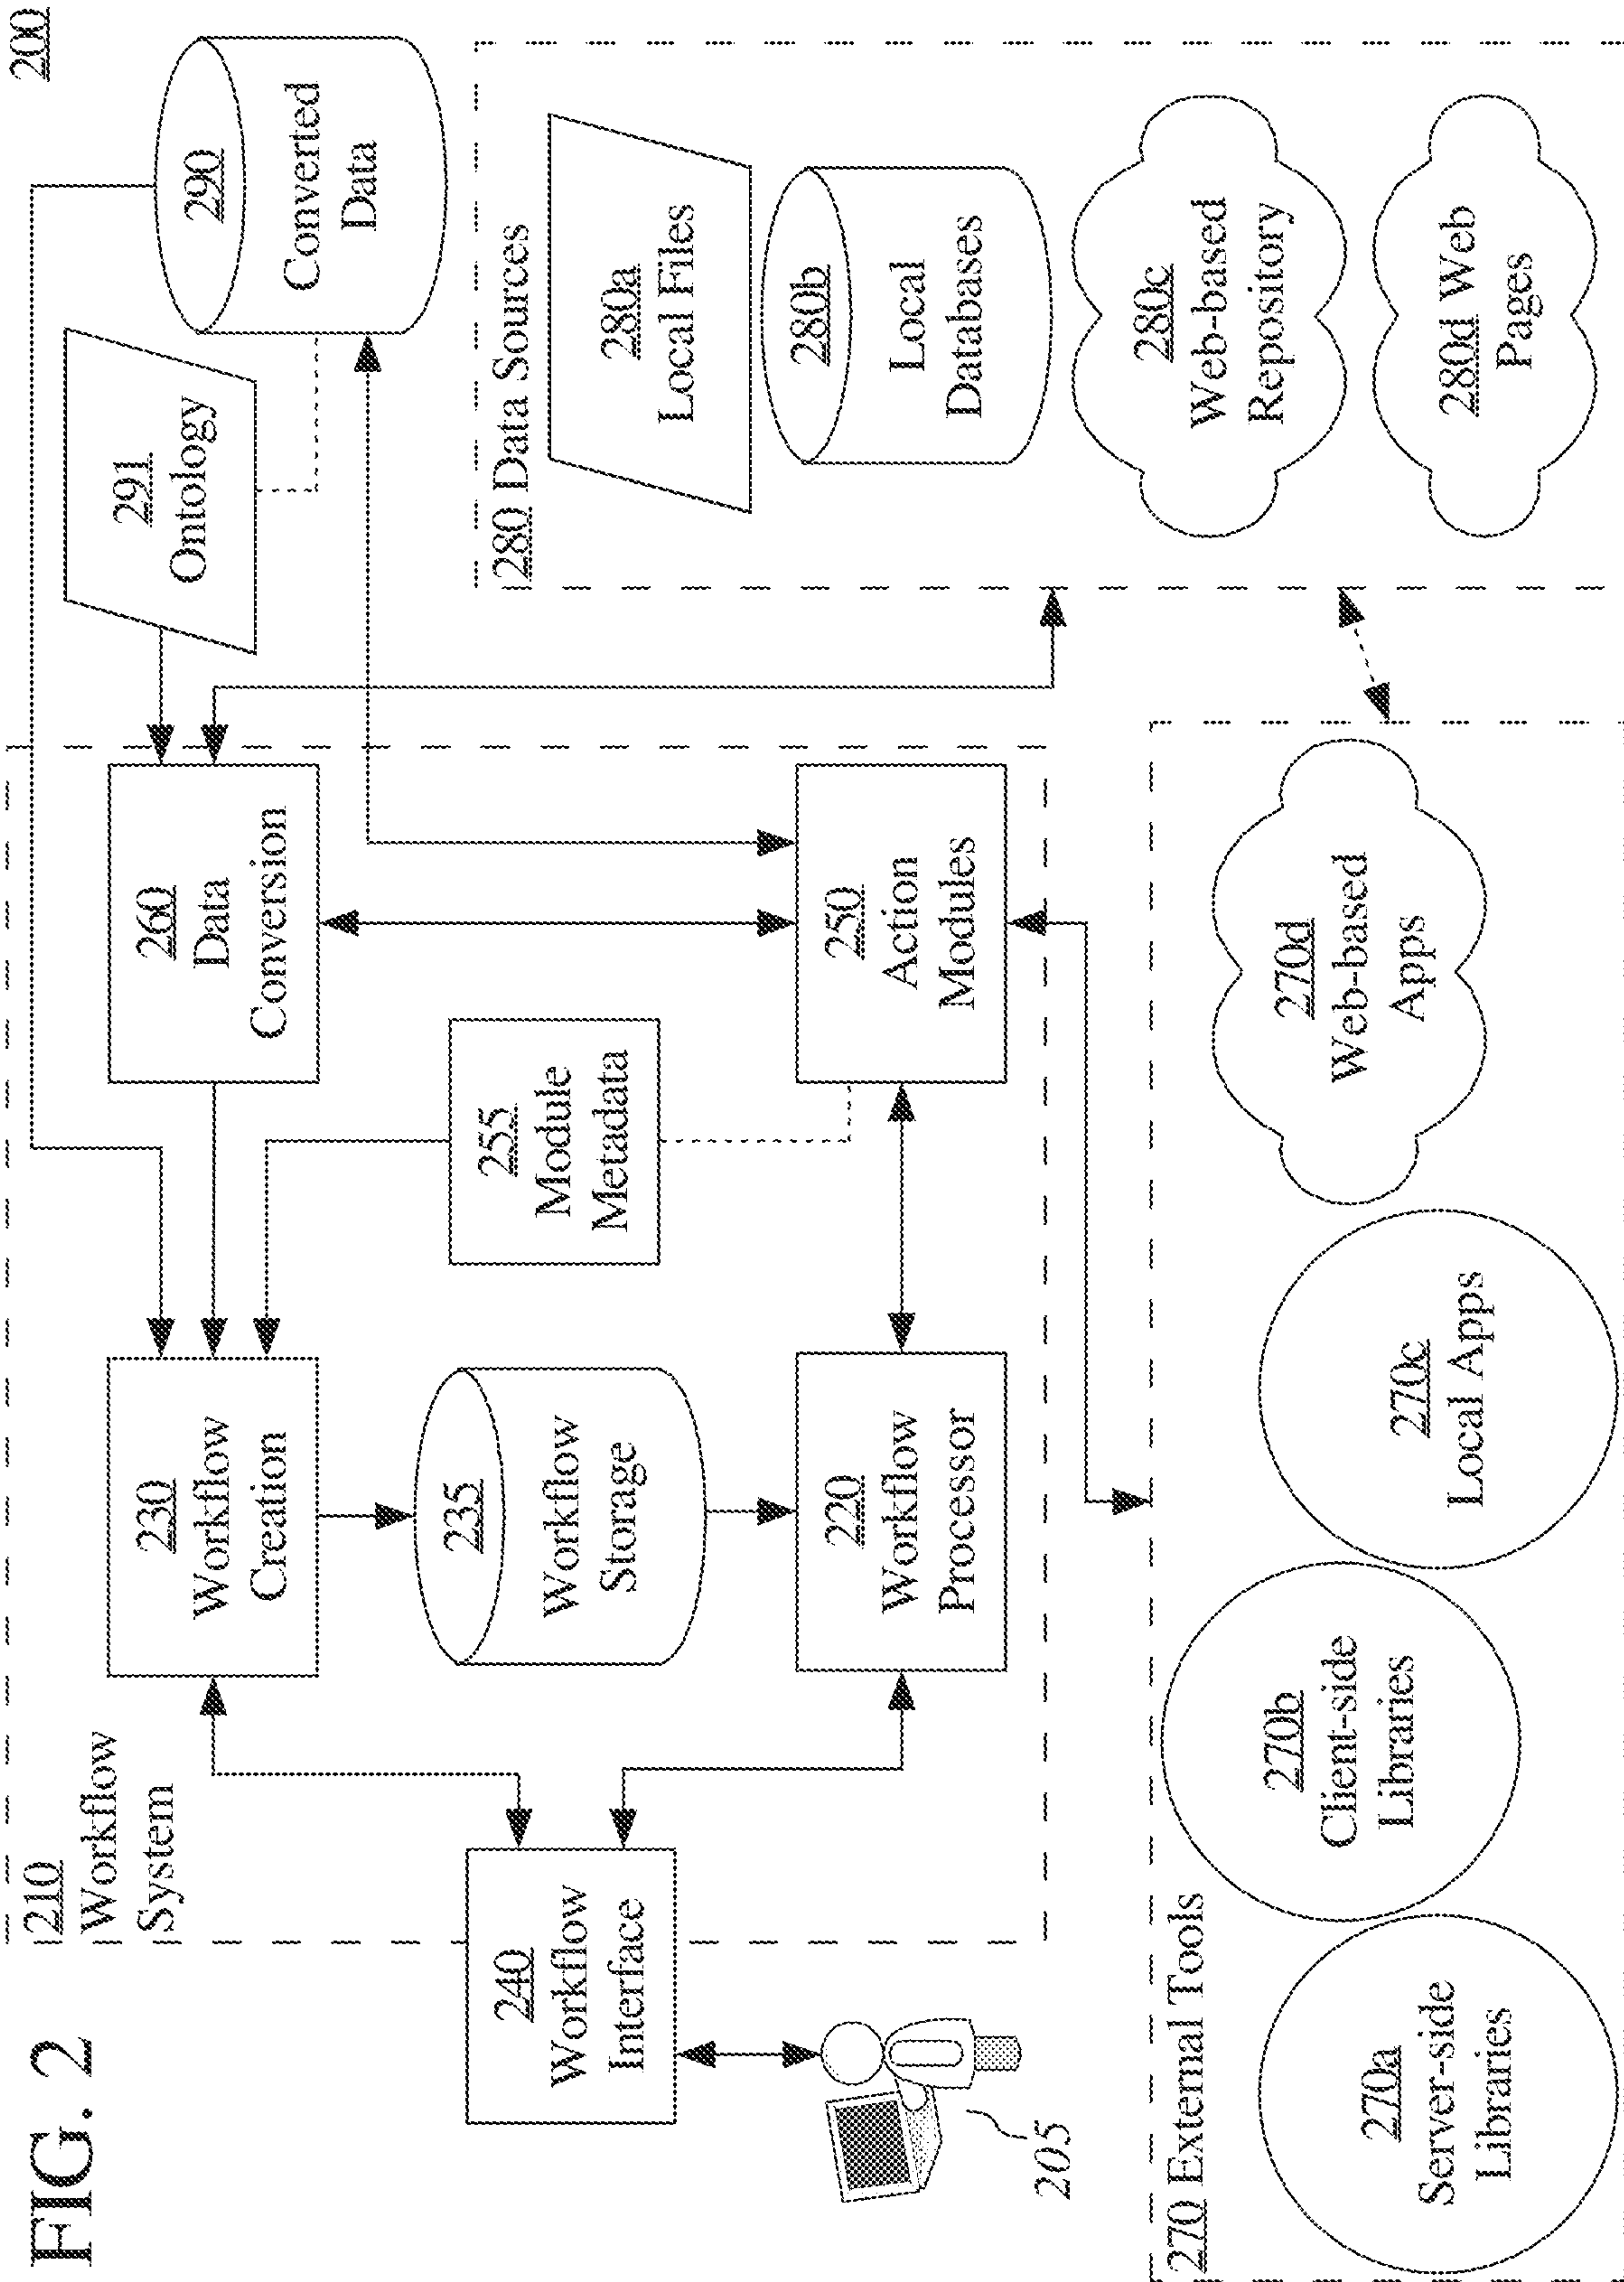 FIG. 2
200
210
Workflow
System
230
Workflow
Creation
260
Data
Conversion
291
Ontology
290
Converted
Data
240
Workflow
Interface
235
Workflow
Storage
255
Module
Metadata
220
Workflow
Processor
250
Action
Modules
205
280 Data Sources
280a
Local Files
280b
Local
Databases
280c
Web-based
Repository
280d Web
Pages
270 External Tools
270a
Server-side
Libraries
270b
Client-side
Libraries
270c
Local Apps
270d
Web-based
Apps